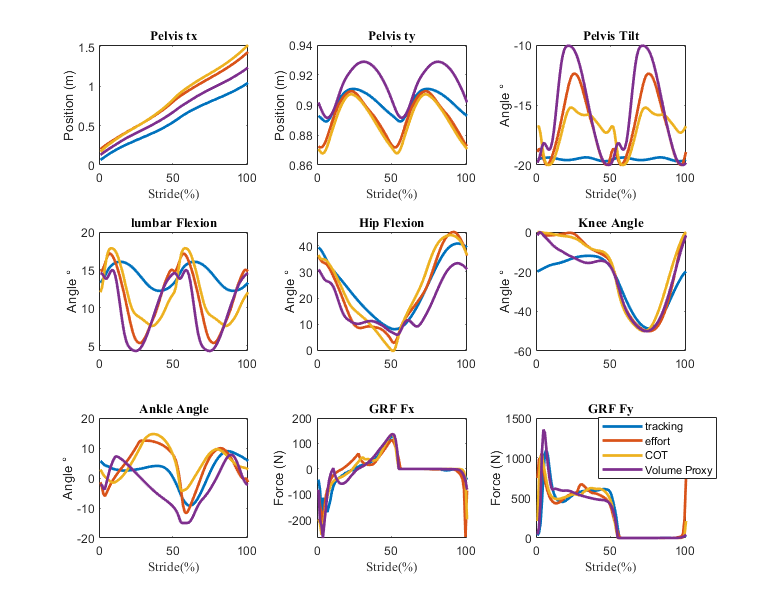 Pelvis tx
Position (m)
1.5
1
0.5
0
0 50 100
Stride(%)
Pelvis ty
Position (m)
0.94
0.92
0.9
0.88
0.86
0 50 100
Stride(%)
Pelvis Tilt
Angle °
-10
-15
-20
0 50 100
Stride(%)
lumbar Flexion
Angle °
20
15
10
5
0 50 100
Hip Flexion
Angle °
40
30
20
10
0
0 50 100
Knee Angle
Angle °
0
-20
-40
-60
0 50 100
Ankle Angle
Angle °
20
10
0
-10
-20
0 50 100
Stride(%)
GRF Fx
Force (N)
200
100
0
-100
-200
0 50 100
Stride(%)
GRF Fy
Force (N)
1500
1000
500
0
0 50 100
Stride(%)
tracking
effort
COT
Volume Proxy